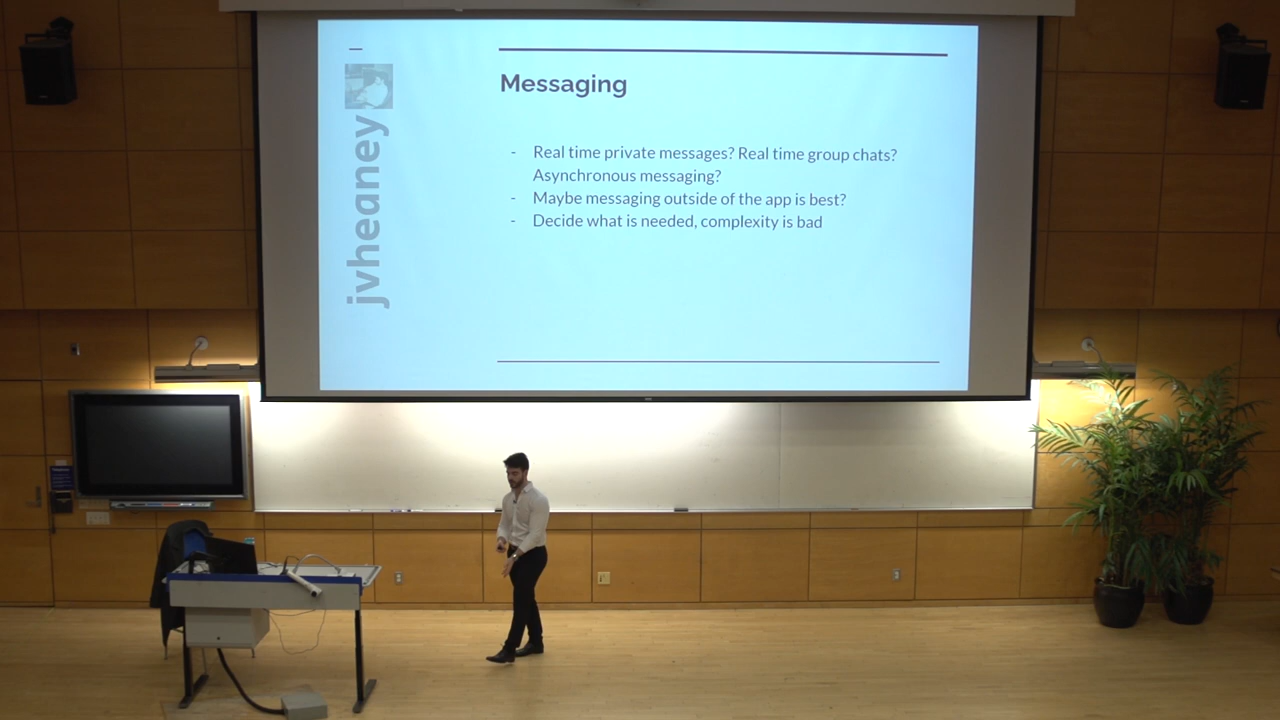 jvheaney
Messaging
- Real time private messages? Real time group chats?
Asynchronous messaging?
- Maybe messaging outside of the app is best?
- Decide what is needed, complexity is bad